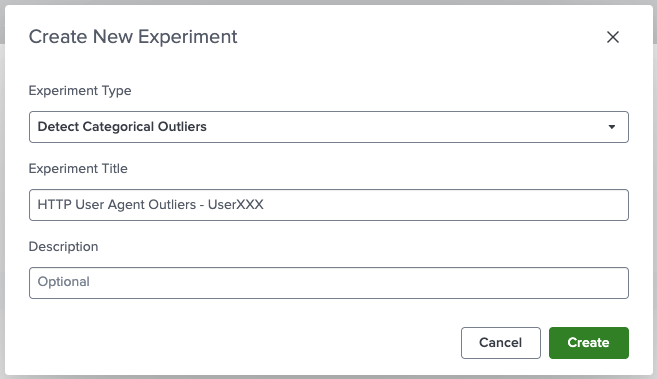 Create New Experiment
Experiment Type
Detect Categorical Outliers
Experiment Title
HTTP User Agent Outliers - UserXXX
Description
Optional
Cancel
Create